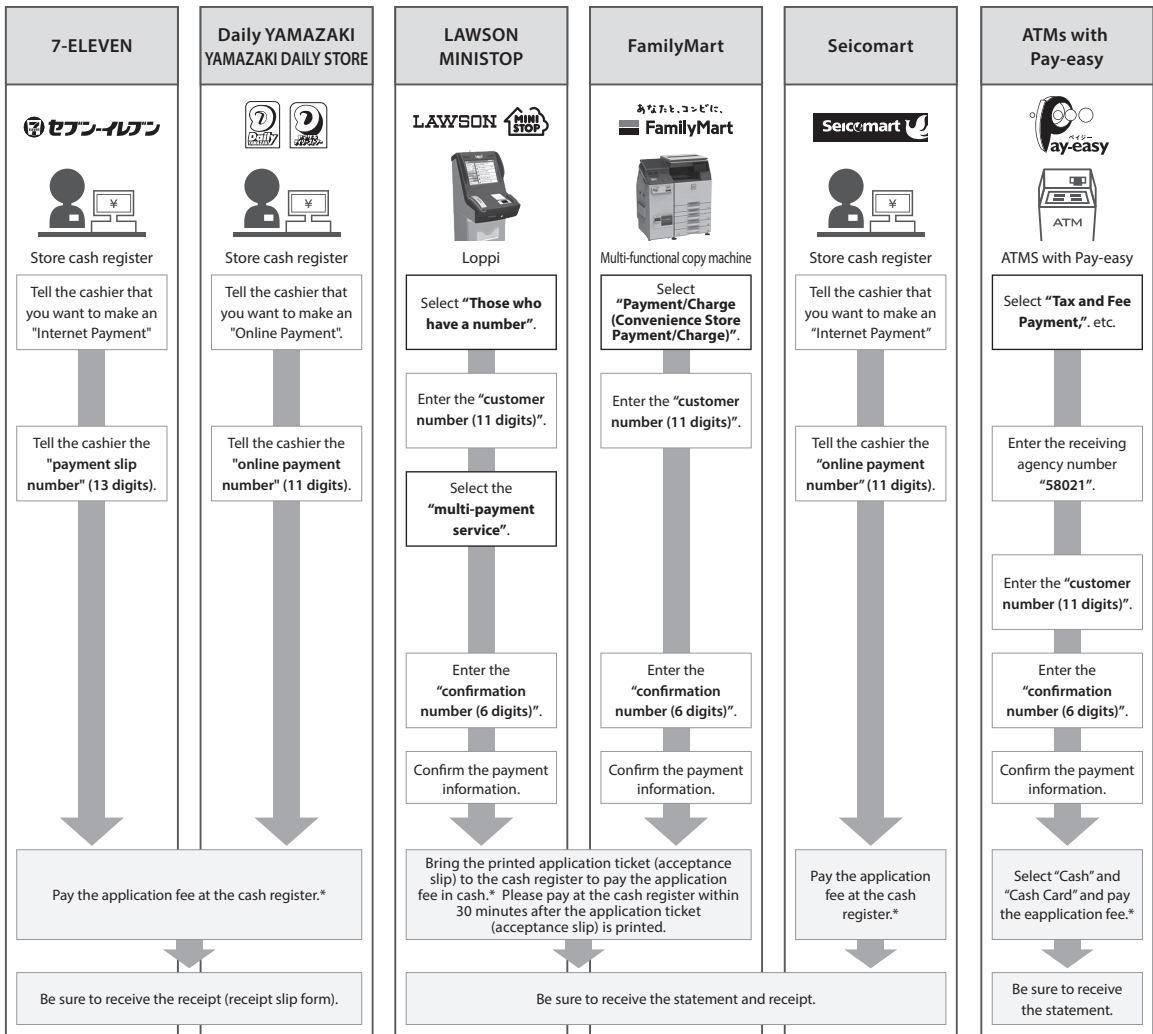 7-ELEVEN
セブン-イレブン
¥
Store cash register
Tell the cashier that
you want to make an
"Internet Payment"
Tell the cashier the
"payment slip
number" (13 digits).
Daily YAMAZAKI
YAMAZAKI DAILY STORE
Daily
¥
Store cash register
Tell the cashier that
you want to make an
"Online Payment".
Tell the cashier the
"online payment
number" (11 digits).
Pay the application fee at the cash register.*
Be sure to receive the receipt (receipt slip form).
LAWSON
MINISTOP
LAWSON
MINI
STOP
Loppi
Select “Those who
have a number”.
Enter the “customer
number (11 digits)”.
Select the
“multi-payment
service”.
Enter the
“confirmation
number (6 digits)”.
Confirm the payment
information.
FamilyMart
あなたと、コンビに、
FamilyMart
Multi-functional copy machine
Select
“Payment/Charge
(Convenience Store
Payment/Charge)”.
Enter the “customer
number (11 digits)”.
Enter the
“confirmation
number (6 digits)”.
Confirm the payment
information.
Bring the printed application ticket (acceptance
slip) to the cash register to pay the application
fee in cash.* Please pay at the cash register within
30 minutes after the application ticket
(acceptance slip) is printed.
Seicomart
Seicomart
¥
Store cash register
Tell the cashier that
you want to make an
“Internet Payment”
Tell the cashier the
“online payment
number” (11 digits).
Pay the application
fee at the cash
register.*
Be sure to receive the statement and receipt.
ATMs with
Pay-easy
ペイジー
Pay-easy
ATM
ATMS with Pay-easy
Select “Tax and Fee
Payment,”. etc.
Enter the receiving
agency number
“58021”.
Enter the “customer
number (11 digits)”.
Enter the
“confirmation
number (6 digits)”.
Confirm the payment
information.
Select “Cash” and
“Cash Card” and pay
the eapplication fee.*
Be sure to receive
the statement.